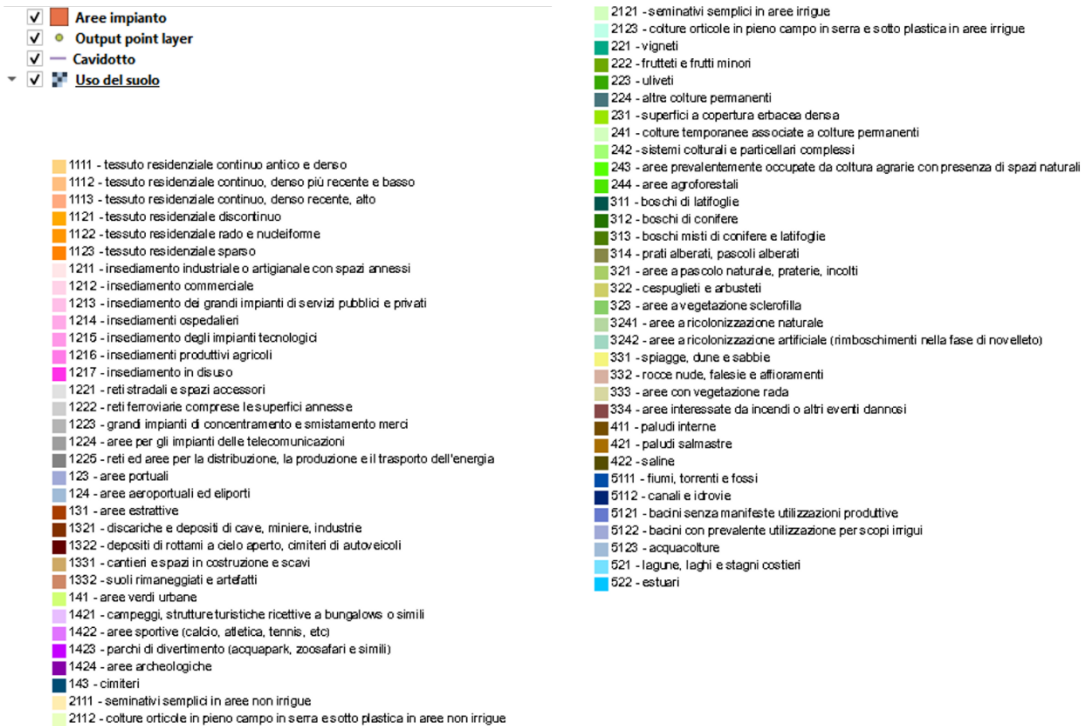 Aree impianto
Output point layer
Cavidotto
Uso del suolo
1111 - tessuto residenziale continuo antico e denso
1112 - tessuto residenziale continuo, denso più recente e basso
1113 - tessuto residenziale continuo, denso recente, alto
1121 - tessuto residenziale discontinuo
1122 - tessuto residenziale rado e nucleiforme
1123 - tessuto residenziale sparso
1211 - insediamento industriale o artigianale con spazi annessi
1212 - insediamento commerciale
1213 - insediamento dei grandi impianti di servizi pubblici e privati
1214 - insediamenti ospedalieri
1215 - insediamento degli impianti tecnologici
1216 - insediamenti produttivi agricoli
1217 - insediamento in disuso
1221 - reti stradali e spazi accessori
1222 - reti ferroviarie comprese le superfici annesse
1223 - grandi impianti di concentramento e smistamento merci
1224 - aree per gli impianti delle telecomunicazioni
1225 - reti ed aree per la distribuzione, la produzione e il trasporto dell'energia
123 - aree portuali
124 - aree aeroportuali ed eliporti
131 - aree estrattive
1321 - discariche e depositi di cave, miniere, industrie
1322 - depositi di rottami a cielo aperto, cimiteri di autoveicoli
1331 - cantieri e spazi in costruzione e scavi
1332 - suoli rimaneggiati e artefatti
141 - aree verdi urbane
1421 - campeggi, strutture turistiche ricettive a bungalows o simili
1422 - aree sportive (calcio, atletica, tennis, etc)
1423 - parchi di divertimento (acquapark, zoosafari e simili)
1424 - aree archeologiche
143 - cimiteri
2111 - seminativi semplici in aree non irrigue
2112 - colture orticole in pieno campo in serra e sotto plastica in aree non irrigue
2121 - seminativi semplici in aree irrigue
2123 - colture orticole in pieno campo in serra e sotto plastica in aree irrigue
221 - vigneti
222 - frutteti e frutti minori
223 - uliveti
224 - altre colture permanenti
231 - superfici a copertura erbacea densa
241 - colture temporanee associate a colture permanenti
242 - sistemi colturali e particellari complessi
243 - aree prevalentemente occupate da coltura agrarie con presenza di spazi naturali
244 - aree agroforestali
311 - boschi di latifoglie
312 - boschi di conifere
313 - boschi misti di conifere e latifoglie
314 - prati alberati, pascoli alberati
321 - aree a pascolo naturale, praterie, incolti
322 - cespuglieti e arbusteti
323 - aree a vegetazione sclerofilla
3241 - aree a ricolonizzazione naturale
3242 - aree a ricolonizzazione artificiale (rimboschimenti nella fase di novelleto)
331 - spiagge, dune e sabbie
332 - rocce nude, falesie e affioramenti
333 - aree con vegetazione rada
334 - aree interessate da incendi o altri eventi dannosi
411 - paludi interne
421 - paludi salmastre
422 - saline
5111 - fiumi, torrenti e fossi
5112 - canali e idrovie
5121 - bacini senza manifeste utilizzazioni produttive
5122 - bacini con prevalente utilizzazione per scopi irrigui
5123 - acquacolture
521 - lagune, laghi e stagni costieri
522 - estuari